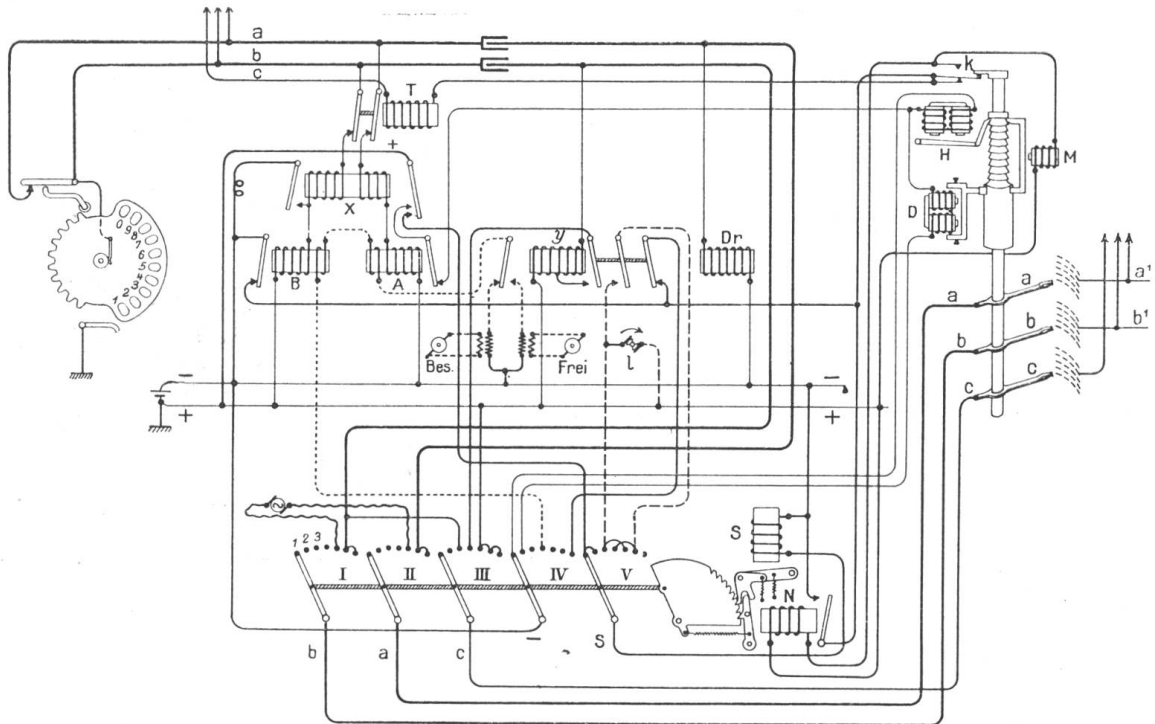 a
b
c
T
k
+
H
M
X
D
0 9 8 7 6 5 4 3 2 1
y
Dr
B
A
a
a¹
b
b¹
Bes.
l
Frei
c
−
−
+
+
1 2 3
I
II
III
IV
V
S
N
−
S
b
a
c